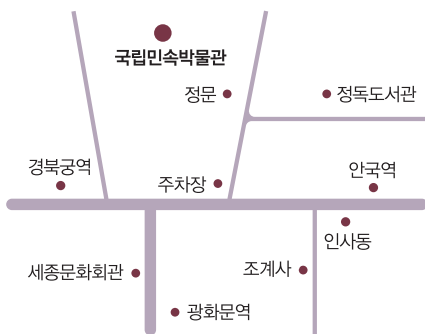 국립민속박물관
정문
정독도서관
경복궁역
주차장
안국역
인사동
세종문화회관
조계사
광화문역